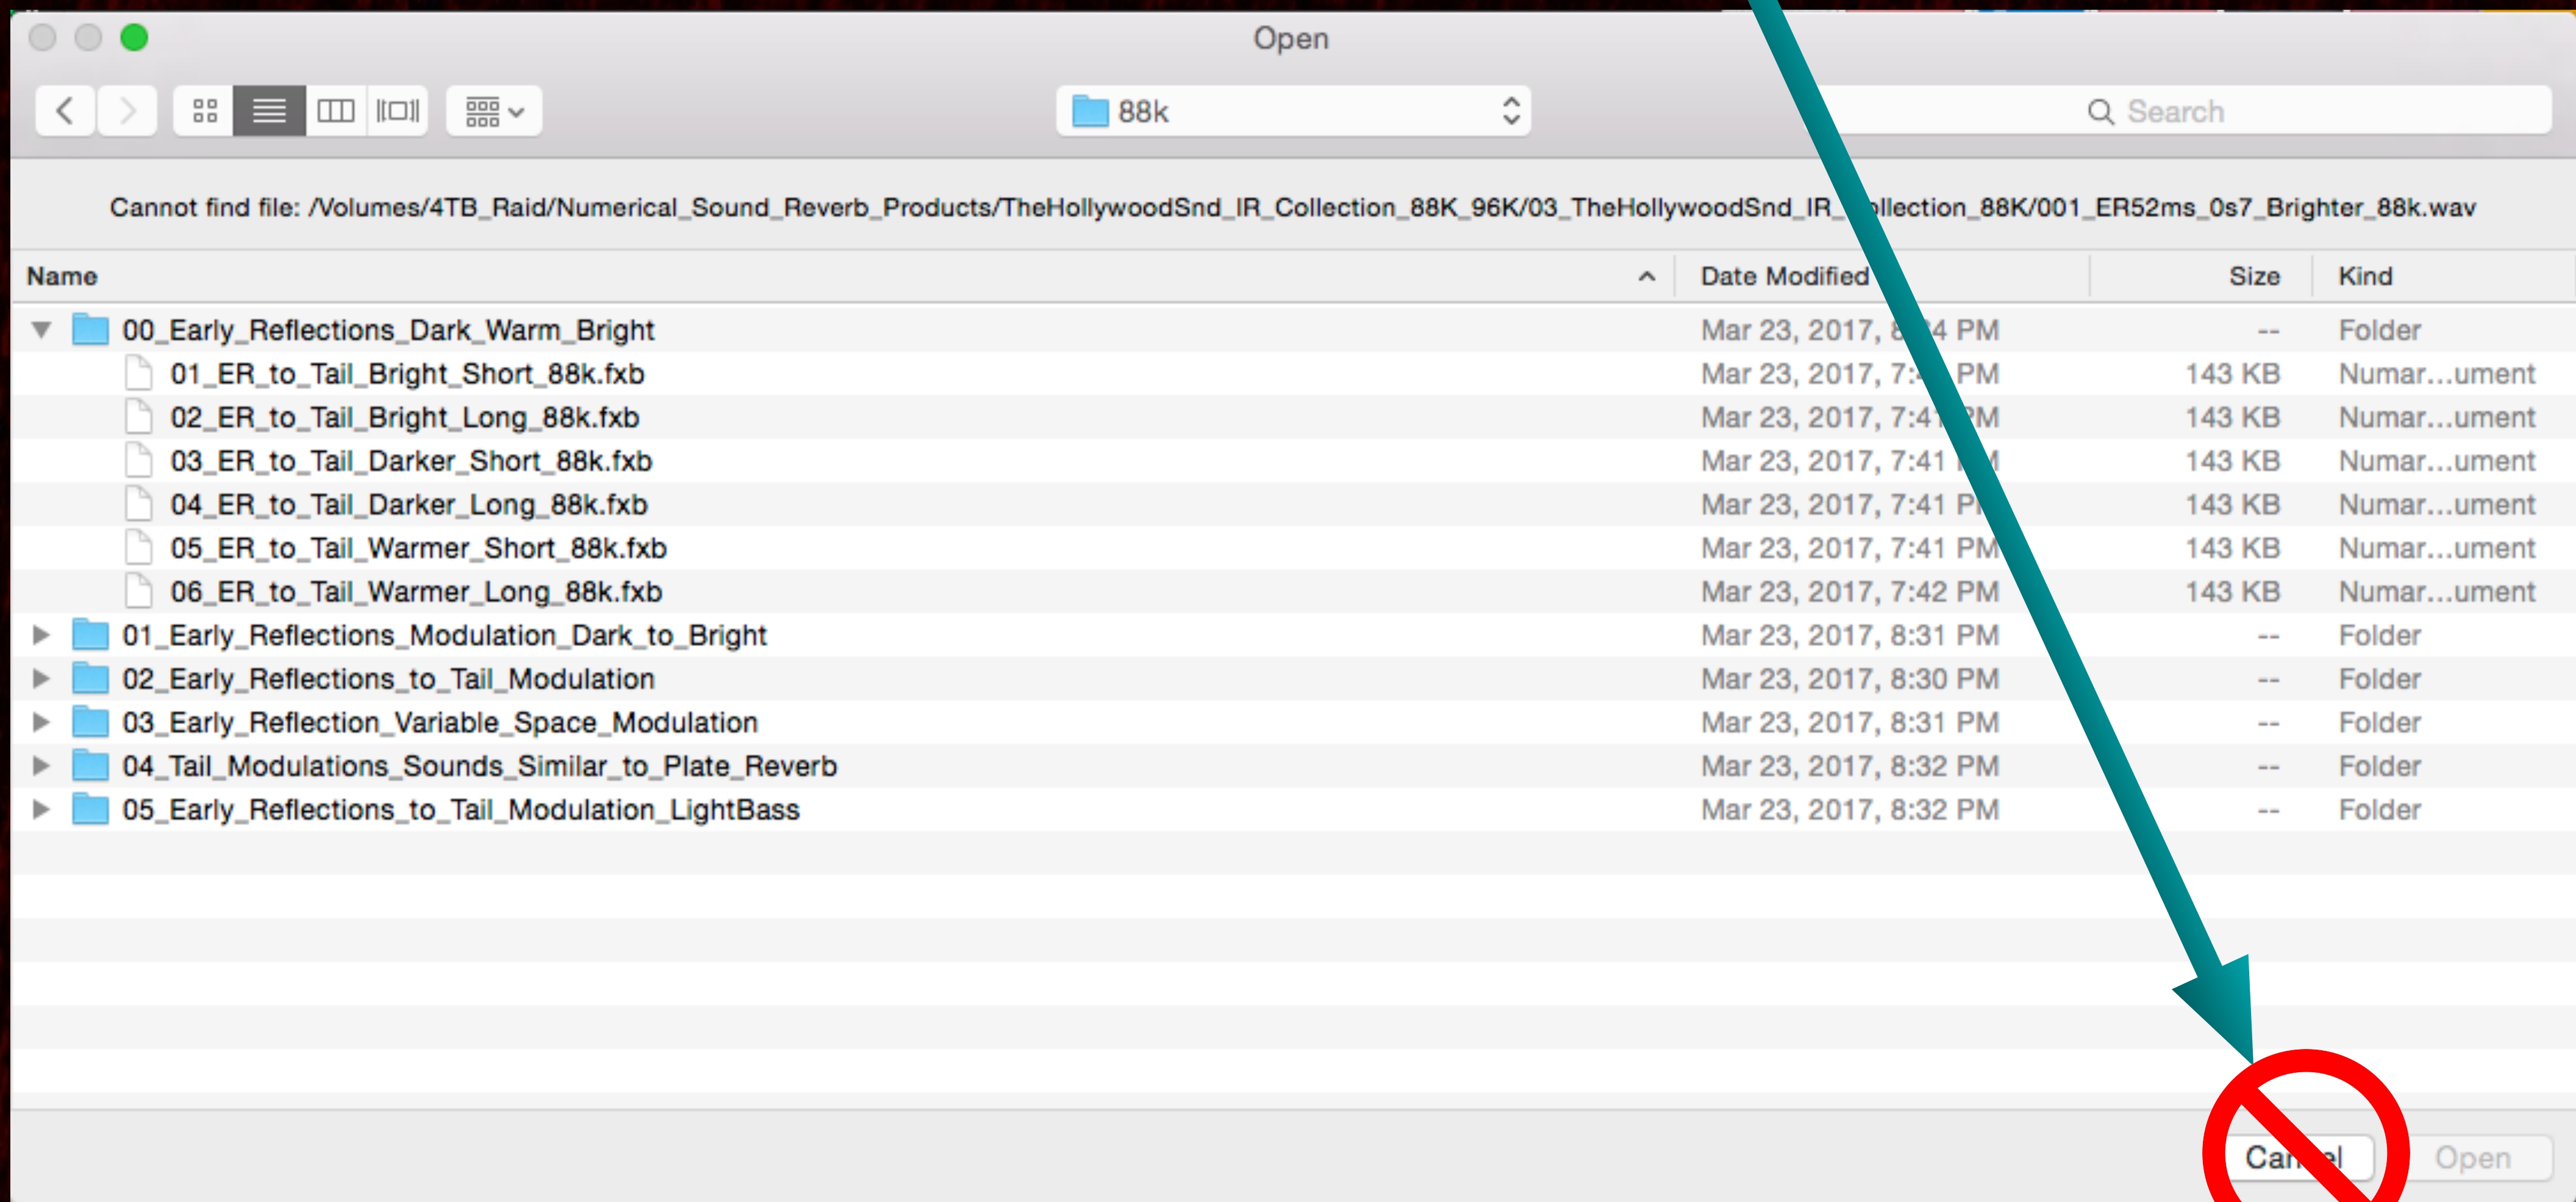 Open
88k
Search
Cannot find file: /Volumes/4TB_Raid/Numerical_Sound_Reverb_Products/TheHollywoodSnd_IR_Collection_88K_96K/03_TheHollywoodSnd_IR_Collection_88K/001_ER52ms_0s7_Brighter_88k.wav
Name Date Modified Size Kind
00_Early_Reflections_Dark_Warm_Bright Mar 23, 2017, PM -- Folder
01_ER_to_Tail_Bright_Short_88k.fxb Mar 23, 2017, PM 143 KB Numar...ument
02_ER_to_Tail_Bright_Long_88k.fxb Mar 23, 2017, 7:41 PM 143 KB Numar...ument
03_ER_to_Tail_Darker_Short_88k.fxb Mar 23, 2017, 7:41 PM 143 KB Numar...ument
04_ER_to_Tail_Darker_Long_88k.fxb Mar 23, 2017, 7:41 PM 143 KB Numar...ument
05_ER_to_Tail_Warmer_Short_88k.fxb Mar 23, 2017, 7:41 PM 143 KB Numar...ument
06_ER_to_Tail_Warmer_Long_88k.fxb Mar 23, 2017, 7:42 PM 143 KB Numar...ument
01_Early_Reflections_Modulation_Dark_to_Bright Mar 23, 2017, 8:31 PM -- Folder
02_Early_Reflections_to_Tail_Modulation Mar 23, 2017, 8:30 PM -- Folder
03_Early_Reflection_Variable_Space_Modulation Mar 23, 2017, 8:31 PM -- Folder
04_Tail_Modulations_Sounds_Similar_to_Plate_Reverb Mar 23, 2017, 8:32 PM -- Folder
05_Early_Reflections_to_Tail_Modulation_LightBass Mar 23, 2017, 8:32 PM -- Folder
Cancel Open